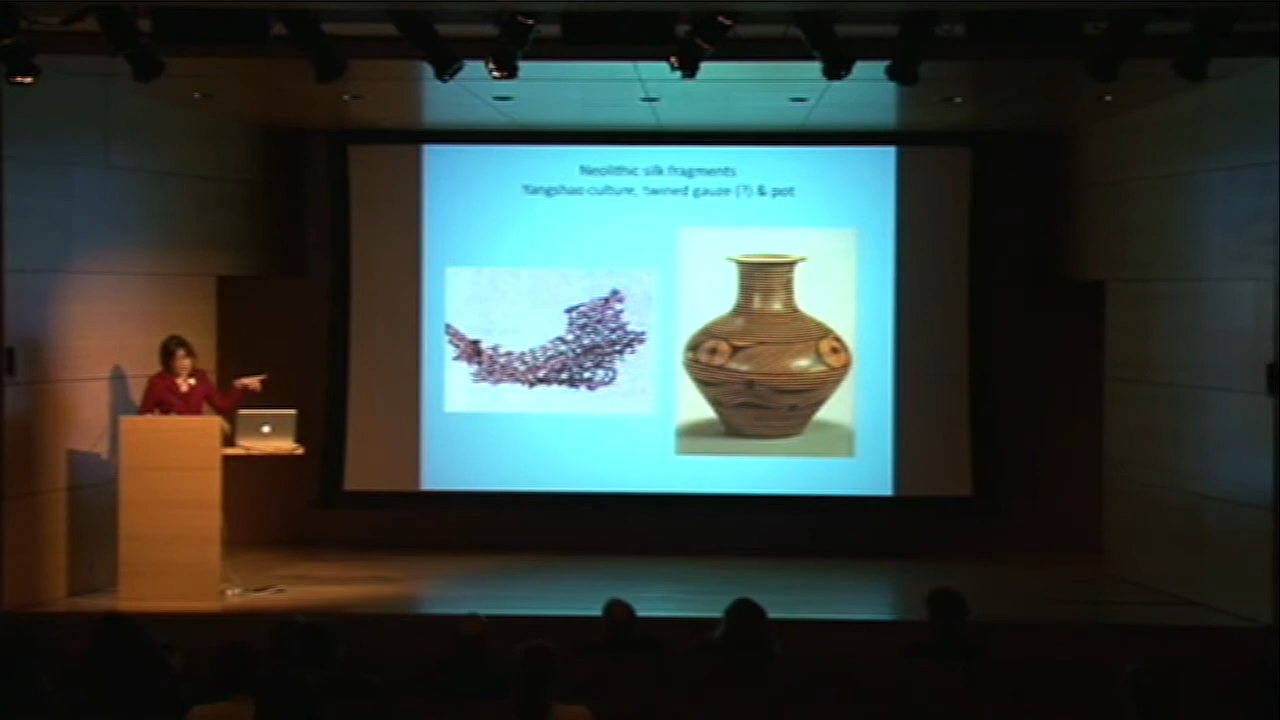 Neolithic silk fragments
Yangshao culture, twined gauze (?) & pot